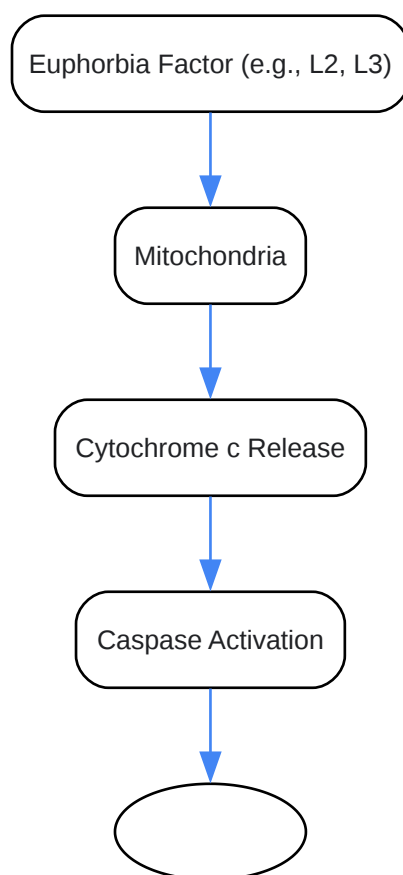 Euphorbia Factor (e.g., L2, L3)
Mitochondria
Cytochrome c Release
Caspase Activation